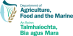 Department of
Agriculture,
Food and the Marine
An Roinn
Talmhaíochta,
Bia agus Mara